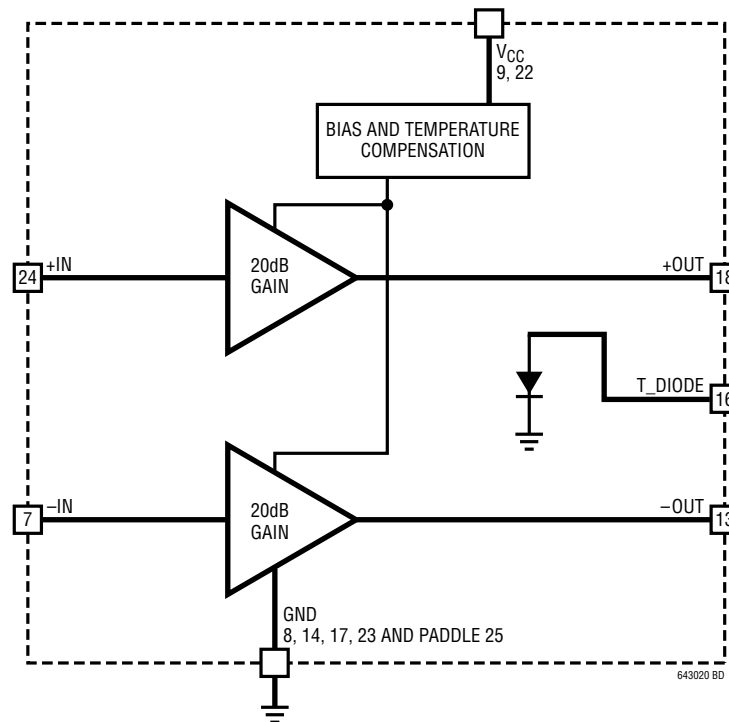 VCC
9, 22
BIAS AND TEMPERATURE
COMPENSATION
24
+IN
20dB
GAIN
+OUT
18
T_DIODE
16
7
−IN
20dB
GAIN
−OUT
13
GND
8, 14, 17, 23 AND PADDLE 25
643020 BD